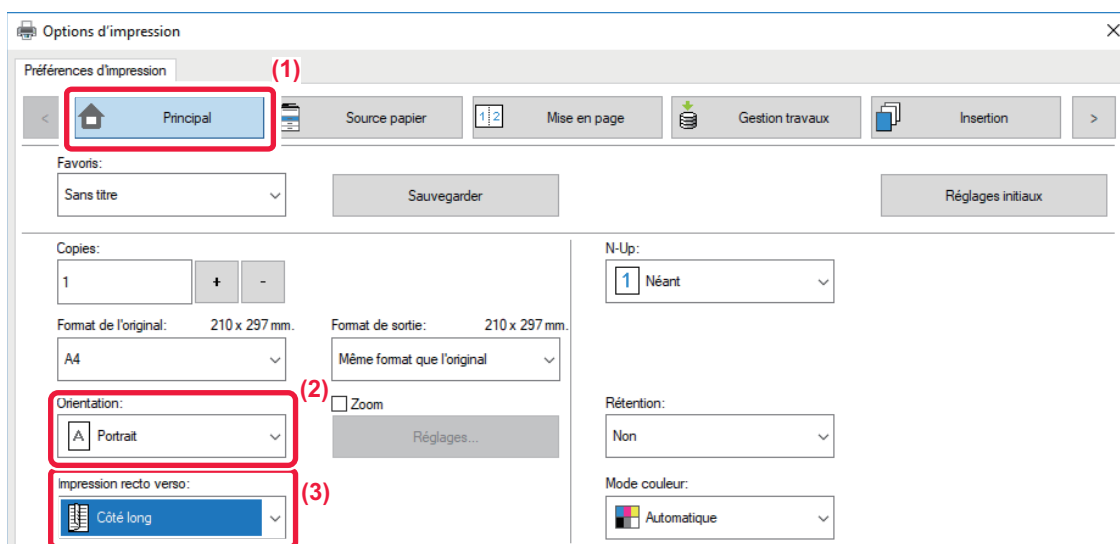 Options d'impression
Préférences d'impression
(1)
< Principal Source papier 1 2 Mise en page Gestion travaux Insertion >
Favoris:
Sans titre Sauvegarder Réglages initiaux
Copies: N-Up:
1 + - 1 Néant
Format de l'original: 210 x 297 mm. Format de sortie: 210 x 297 mm.
A4 Même format que l'original
(2)
Orientation: Zoom Rétention:
A Portrait Réglages... Non
Impression recto verso: (3) Mode couleur:
Côté long Automatique